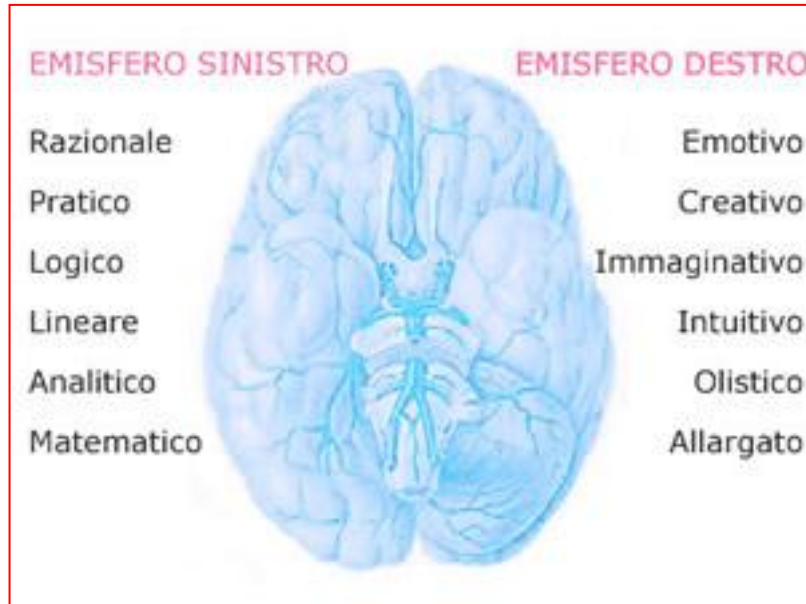 EMISFERO SINISTRO EMISFERO DESTRO
Razionale Emotivo
Pratico Creativo
Logico Immaginativo
Lineare Intuitivo
Analitico Olistico
Matematico Allargato